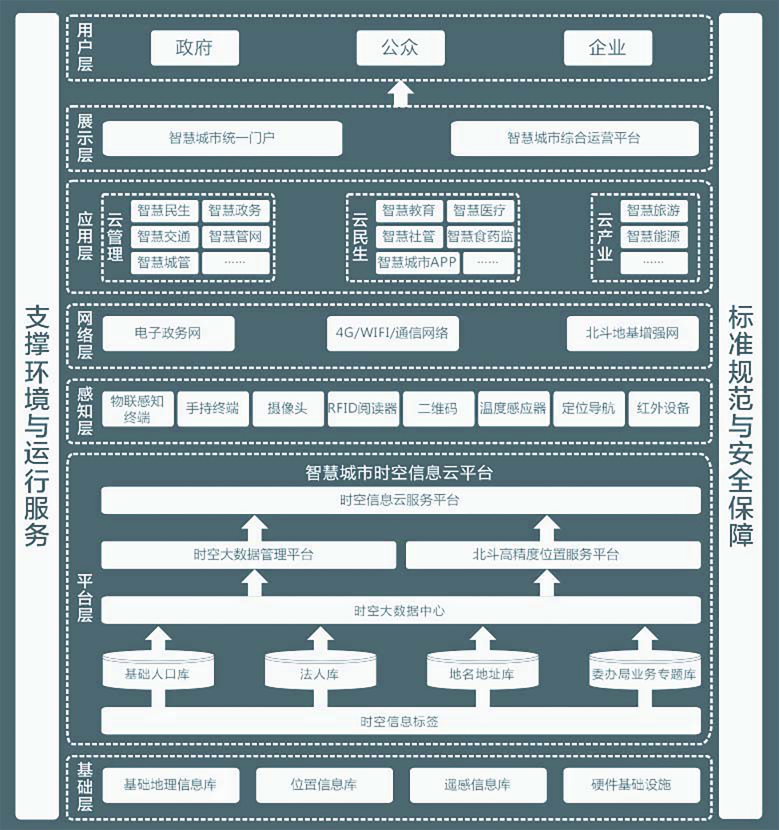 支撑环境与运行服务
用户层
政府
公众
企业
展示层
智慧城市统一门户
智慧城市综合运营平台
应用层
云管理
智慧民生
智慧政务
智慧交通
智慧管网
智慧城管
……
云民生
智慧教育
智慧医疗
智慧社管
智慧食药监
智慧城市APP
……
云产业
智慧旅游
智慧能源
……
网络层
电子政务网
4G/WIFI/通信网络
北斗地基增强网
感知层
物联感知
终端
手持终端
摄像头
RFID阅读器
二维码
温度感应器
定位导航
红外设备
平台层
智慧城市时空信息云平台
时空信息云服务平台
时空大数据管理平台
北斗高精度位置服务平台
时空大数据中心
基础人口库
法人库
地名地址库
委办局业务专题库
时空信息标签
基础层
基础地理信息库
位置信息库
遥感信息库
硬件基础设施
标准规范与安全保障